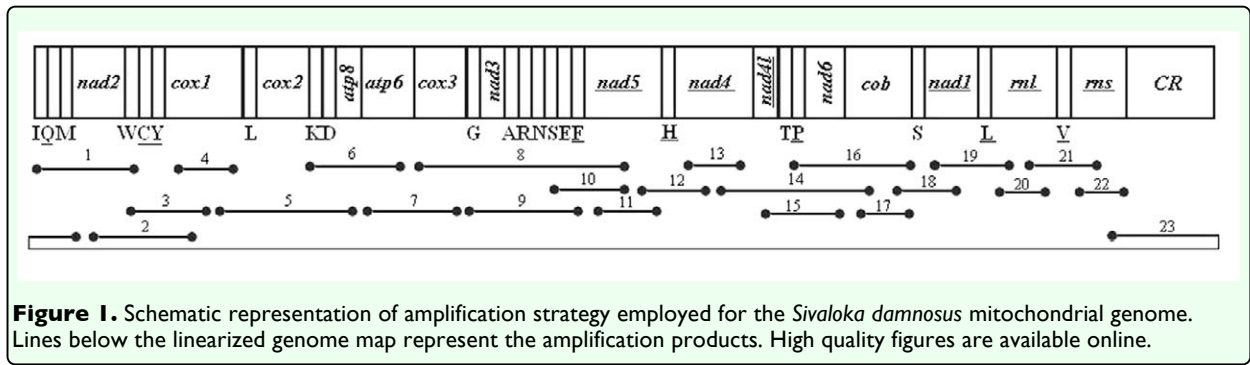 nad2 cox1 cox2 atp8 atp6 cox3 nad3 nad5 nad4 nad4l nad6 cob nad1 rnl rns CR
IQM WCY L KD G ARNSEF H TP S L V
1 4 6 8 13 16 19 21
10 12 14 18 20 22
3 5 7 9 11 15 17
2 23
Figure 1. Schematic representation of amplification strategy employed for the Sivaloka damnosus mitochondrial genome.
Lines below the linearized genome map represent the amplification products. High quality figures are available online.